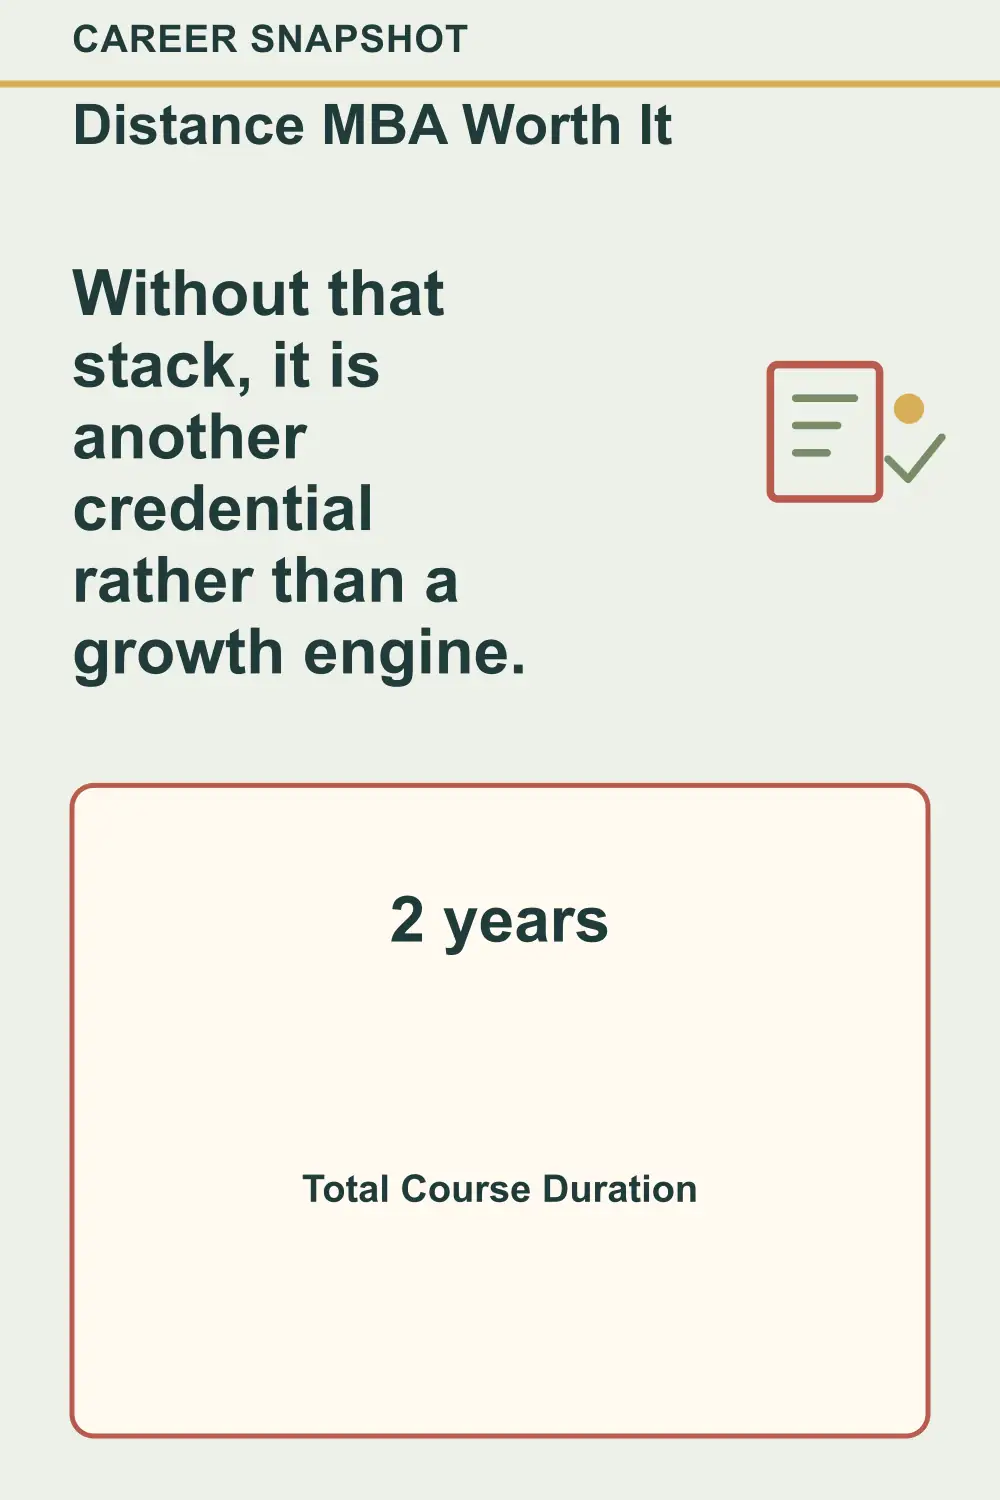 CAREER SNAPSHOT
Distance MBA Worth It
Without that
stack, it is
another
credential
rather than a
growth engine.
2 years
Total Course Duration